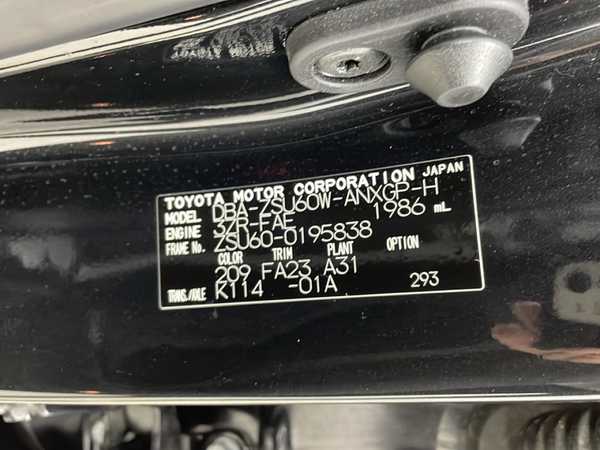 TOYOTA MOTOR CORPORATION JAPAN
MODEL DBA-ZSU60W-ANXGP-H
ENGINE 3ZR-FAE 1986 mL
FRAME No. ZSU60-0195838
COLOR TRIM PLANT OPTION
209 FA23 A31
TRANS./AXLE K114 -01A 293